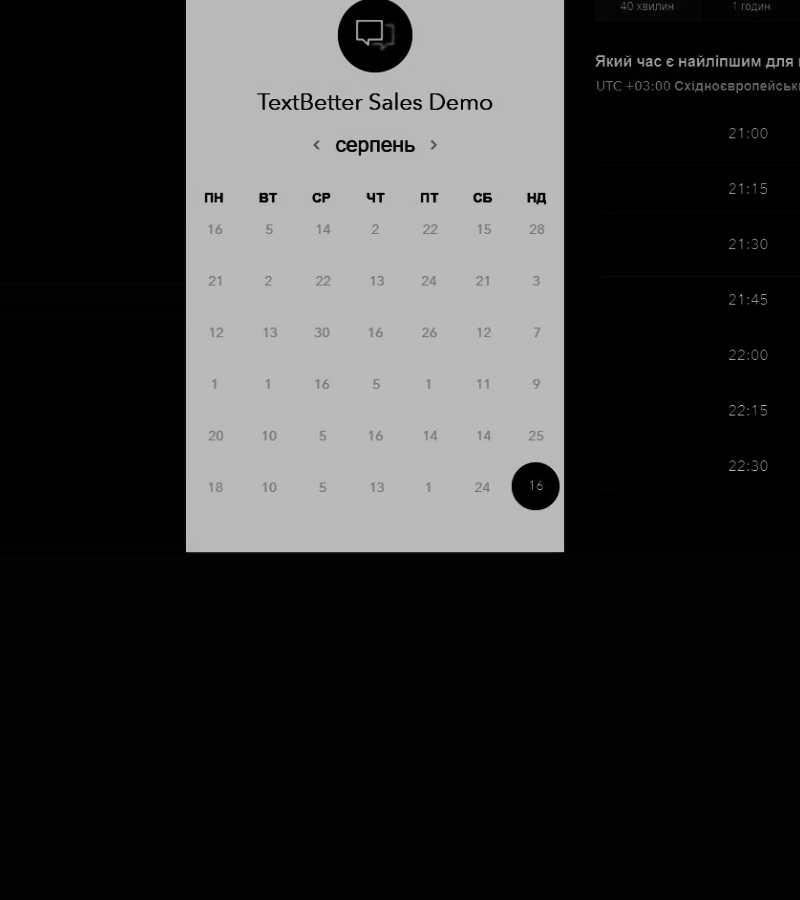 TextBetter Sales Demo
серпень
ПН ВТ СР ЧТ ПТ СБ НД
16 5 14 2 22 15 28
21 2 22 13 24 21 3
12 13 30 16 26 12 7
1 1 16 5 1 11 9
20 10 5 16 14 14 25
18 10 5 13 1 24 16
40 хвилин 1 годин
Який час є найліпшим для
UTC +03:00 Східноєвропейськ
21:00
21:15
21:30
21:45
22:00
22:15
22:30